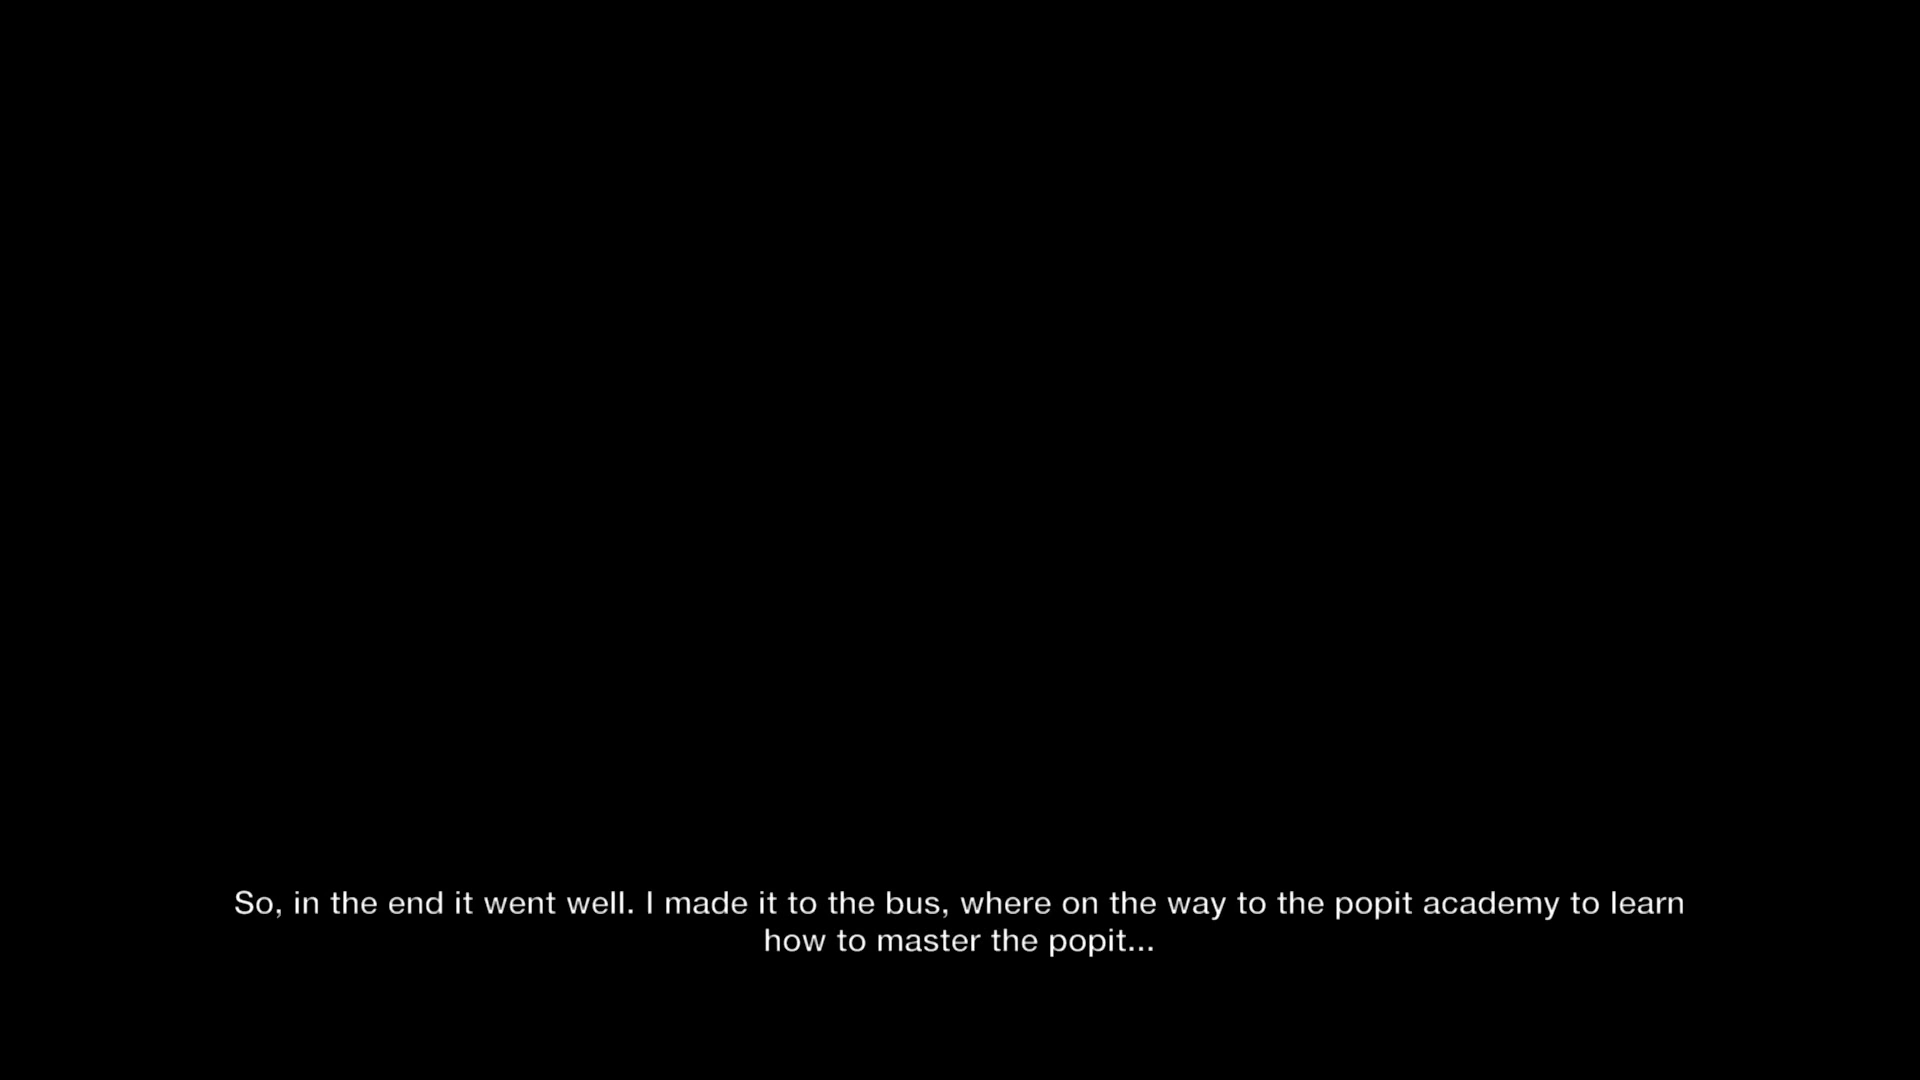 So, in the end it went well. I made it to the bus, where on the way to the popit academy to learn
how to master the popit...